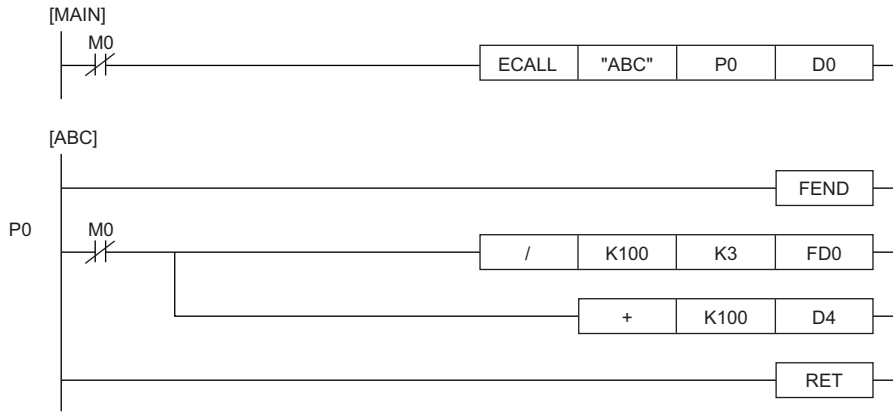 [MAIN]
M0
ECALL "ABC" P0 D0
[ABC]
FEND
P0 M0
/ K100 K3 FD0
+ K100 D4
RET